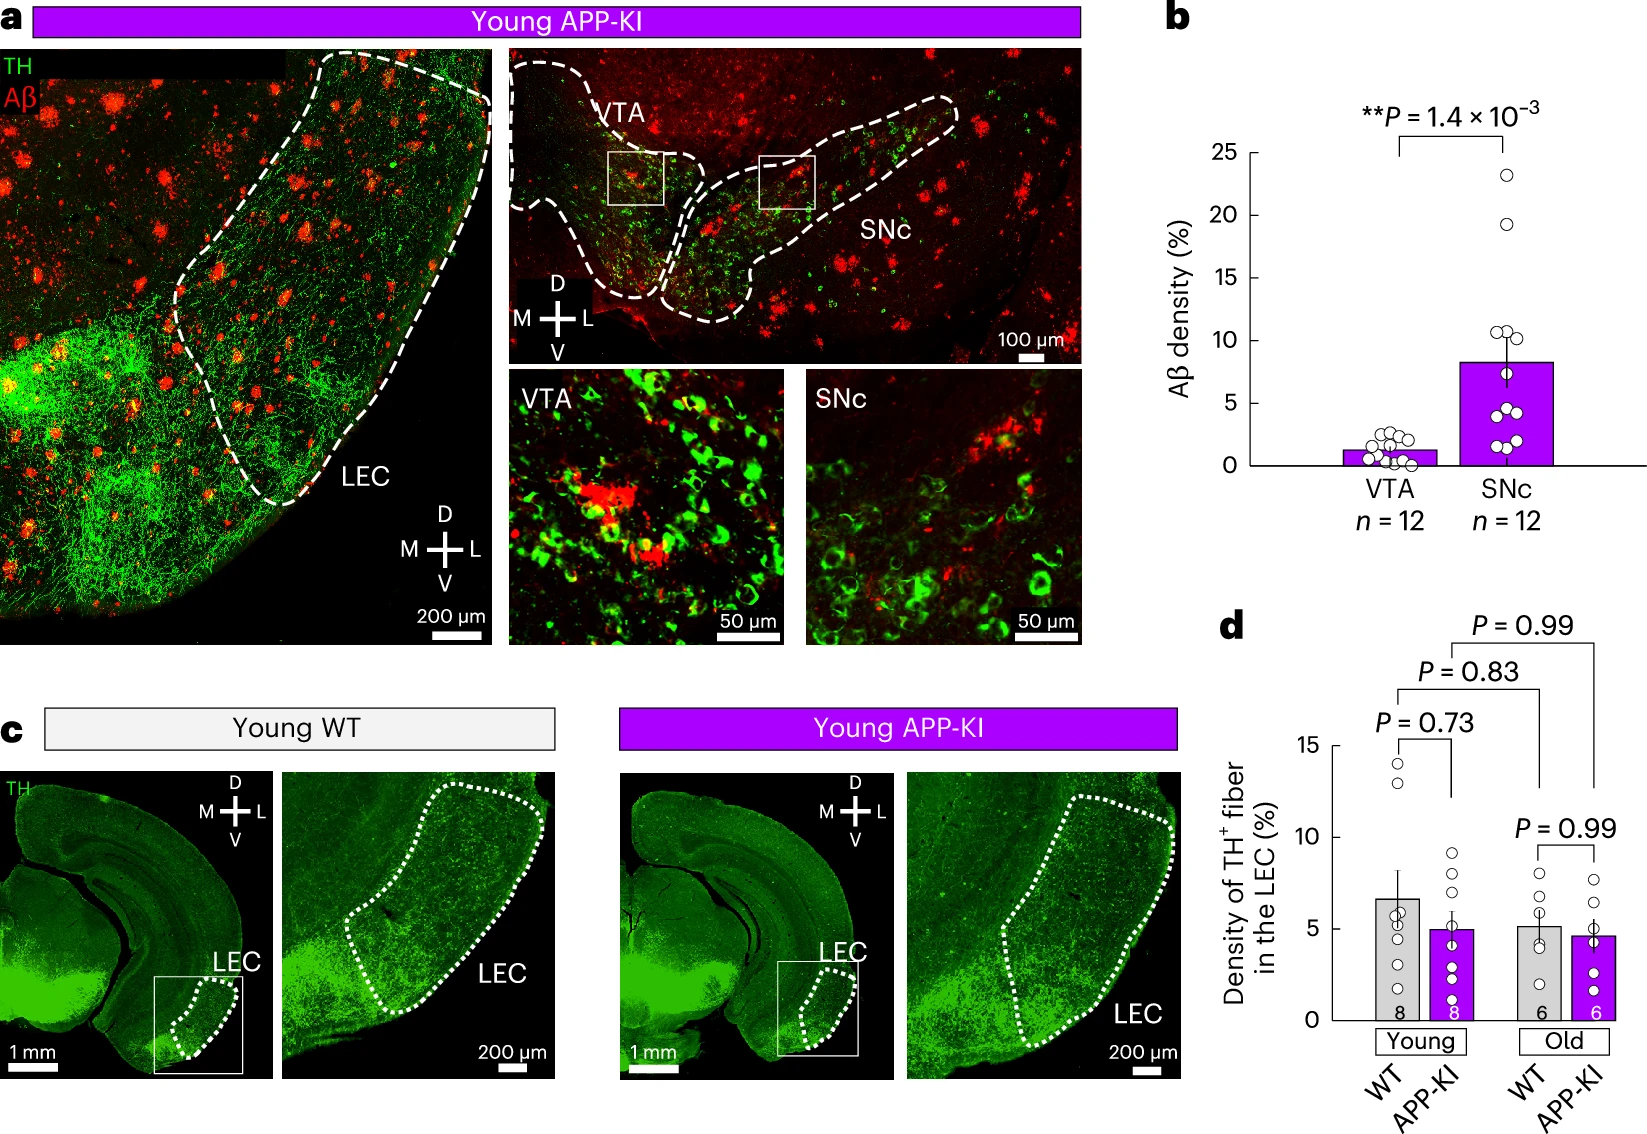 a
Young APP-KI
TH
Aβ
LEC
D
M L
V
200 μm
VTA
SNc
D
M L
V
100 μm
VTA
50 μm
SNc
50 μm
b
**P = 1.4 × 10⁻³
Aβ density (%)
25
20
15
10
5
0
VTA
n = 12
SNc
n = 12
c
Young WT
TH
D
M L
V
LEC
1 mm
LEC
200 μm
Young APP-KI
D
M L
V
LEC
1 mm
LEC
200 μm
d
P = 0.99
P = 0.83
P = 0.73
P = 0.99
Density of TH⁺ fiber
in the LEC (%)
15
10
5
0
8
8
6
6
Young
Old
WT
APP-KI
WT
APP-KI